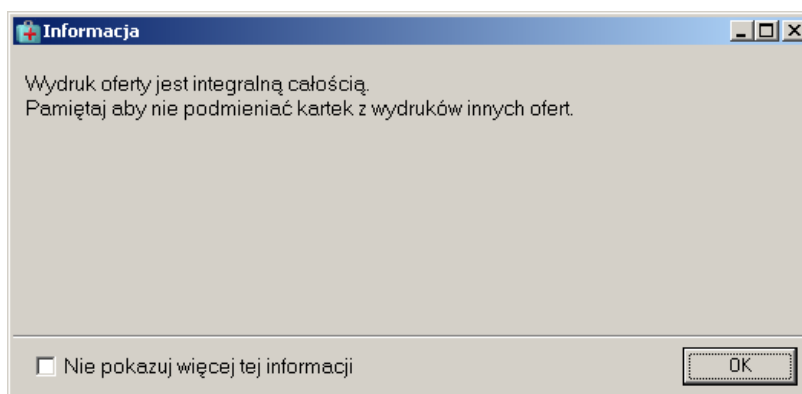 Informacja
Wydruk oferty jest integralną całością.
Pamiętaj aby nie podmieniać kartek z wydruków innych ofert.
Nie pokazuj więcej tej informacji
OK